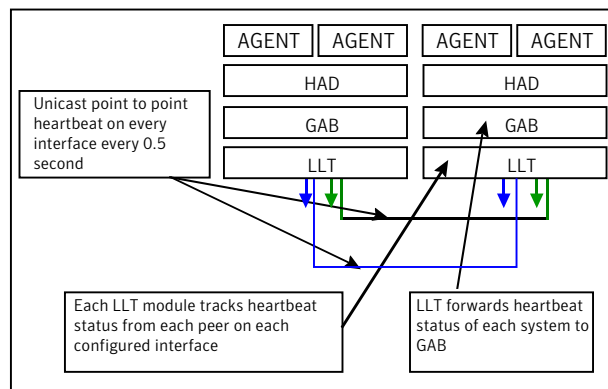 AGENT AGENT AGENT AGENT
HAD HAD
Unicast point to point
heartbeat on every
interface every 0.5
second
GAB GAB
LLT LLT
Each LLT module tracks heartbeat
status from each peer on each
configured interface
LLT forwards heartbeat
status of each system to
GAB